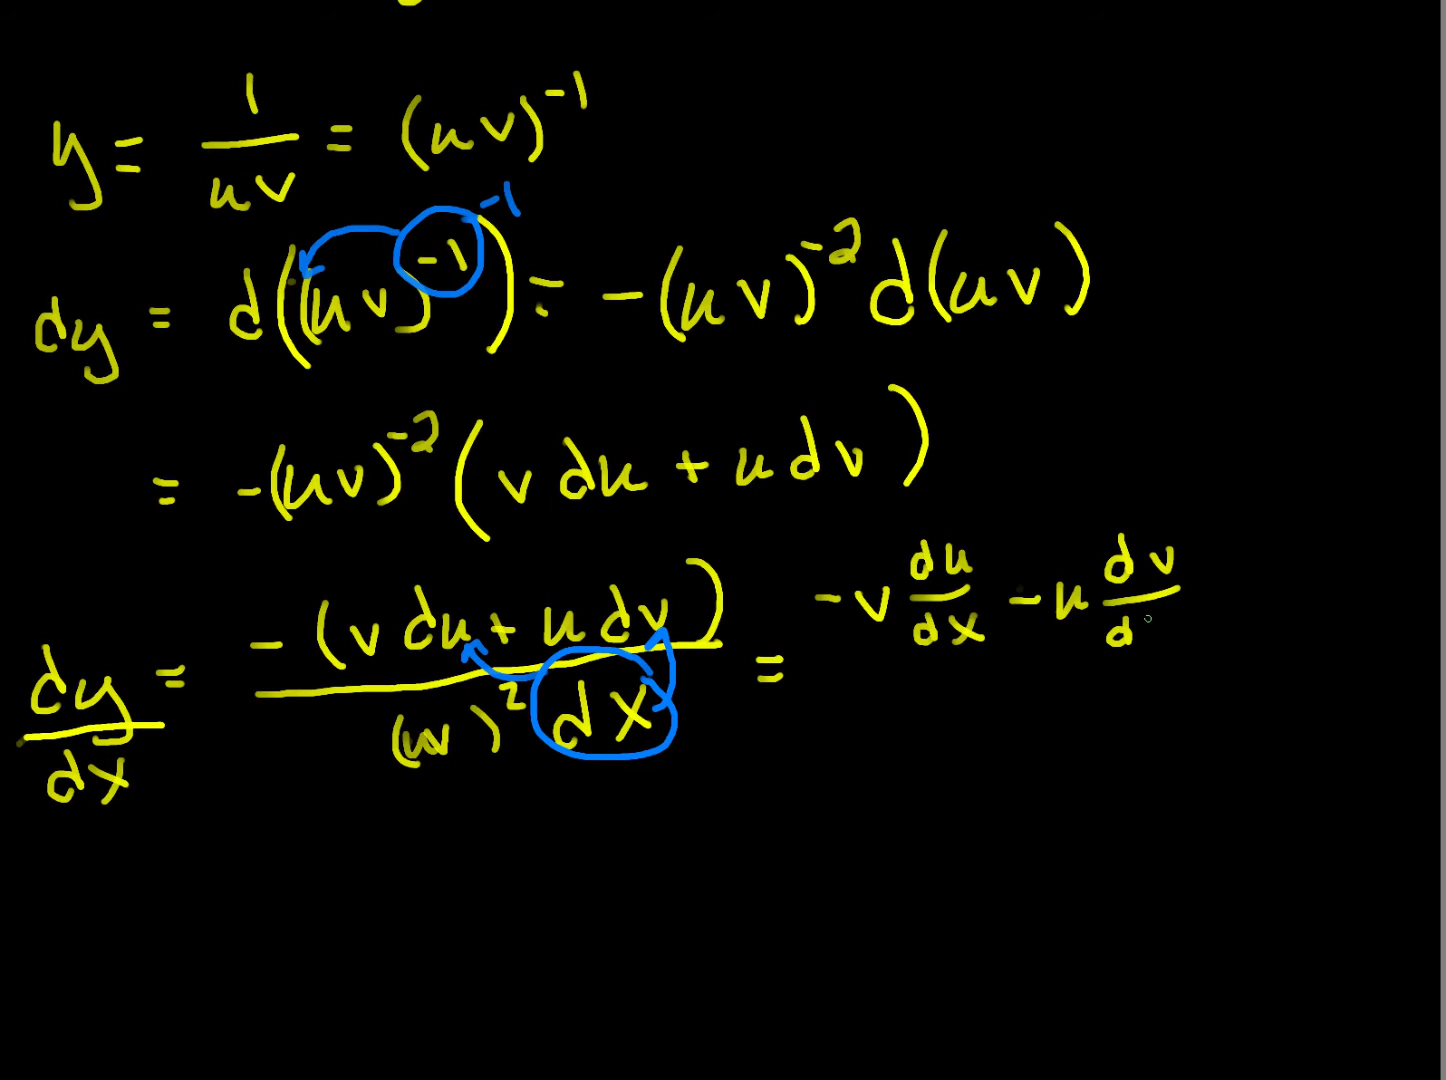 y = 1/uv = (uv)^-1
dy = d((uv)^-1) = -(uv)^-2 d(uv)
-1
= -(uv)^-2 (v du + u dv)
dy/dx = -(v du + u dv)/(uv)^2 dx = -v du/dx - u dv/d